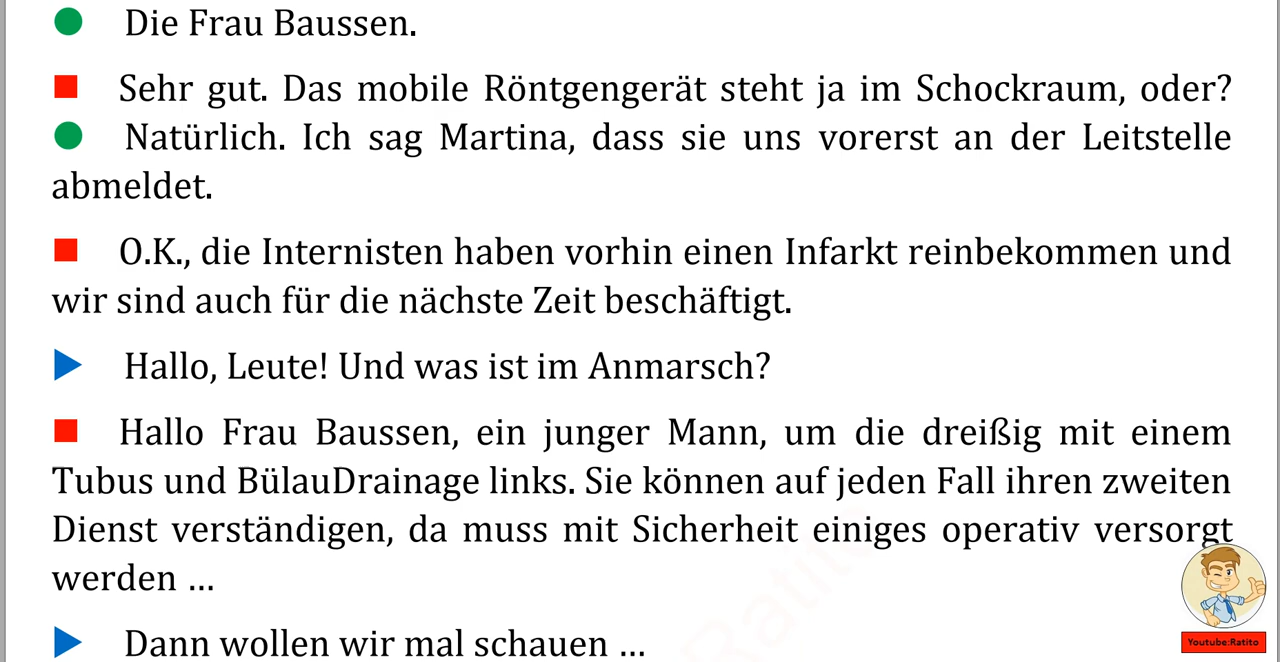 Die Frau Baussen.
Sehr gut. Das mobile Röntgengerät steht ja im Schockraum, oder?
Natürlich. Ich sag Martina, dass sie uns vorerst an der Leitstelle
abmeldet.
O.K., die Internisten haben vorhin einen Infarkt reinbekommen und
wir sind auch für die nächste Zeit beschäftigt.
Hallo, Leute! Und was ist im Anmarsch?
Hallo Frau Baussen, ein junger Mann, um die dreißig mit einem
Tubus und BülauDrainage links. Sie können auf jeden Fall ihren zweiten
Dienst verständigen, da muss mit Sicherheit einiges operativ versorgt
werden ...
Dann wollen wir mal schauen ...
Ratito
Youtube:Ratito